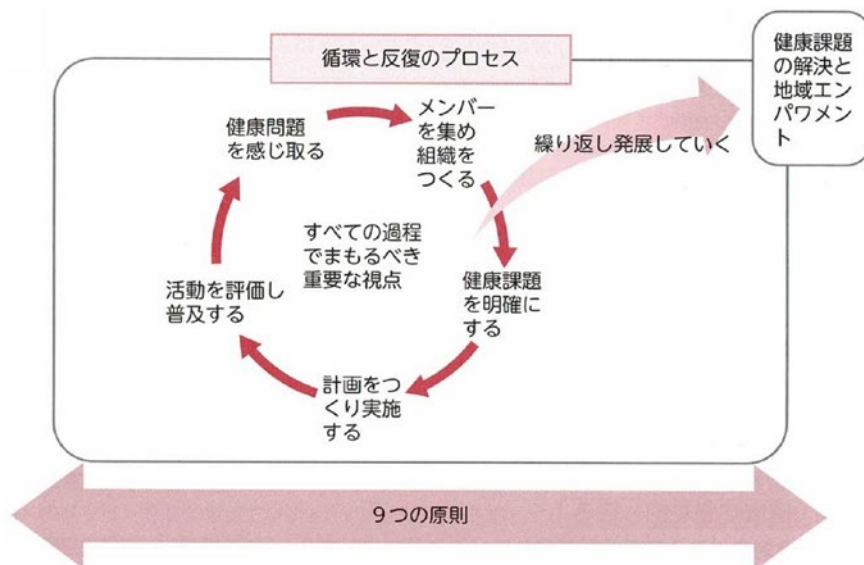 循環と反復のプロセス
健康課題
の解決と
地域エン
パワメン
ト
健康問題
を感じ取る
メンバー
を集め
組織を
つくる
繰り返し発展していく
すべての過程
でまもるべき
重要な視点
健康課題
を明確に
する
活動を評価し
普及する
計画をつ
くり実施
する
9つの原則